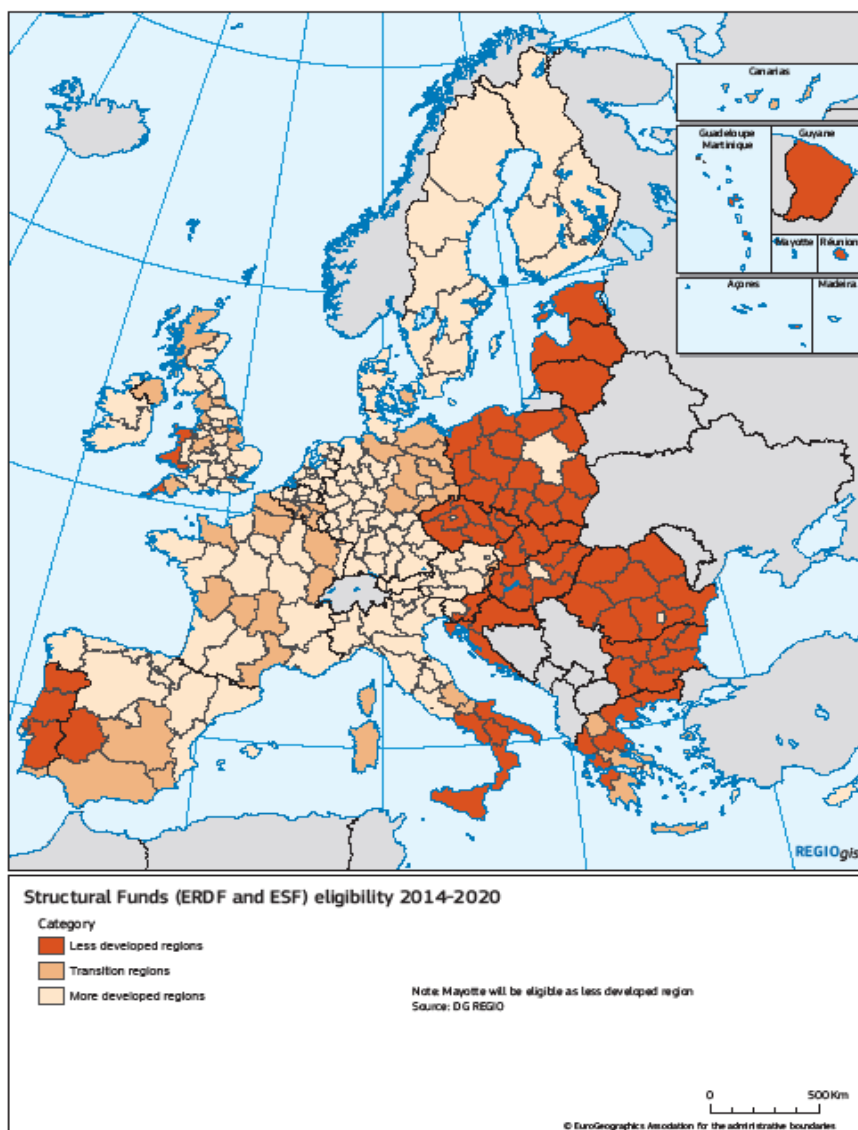 Canarias
Guadeloupe
Martinique
Guyane
Mayotte
Réunion
Açores
Madeira
REGIOgis
Structural Funds (ERDF and ESF) eligibility 2014-2020
Category
Less developed regions
Transition regions
More developed regions
Note: Mayotte will be eligible as less developed region
Source: DG REGIO
0 500 Km
© EuroGeographics Association for the administrative boundaries